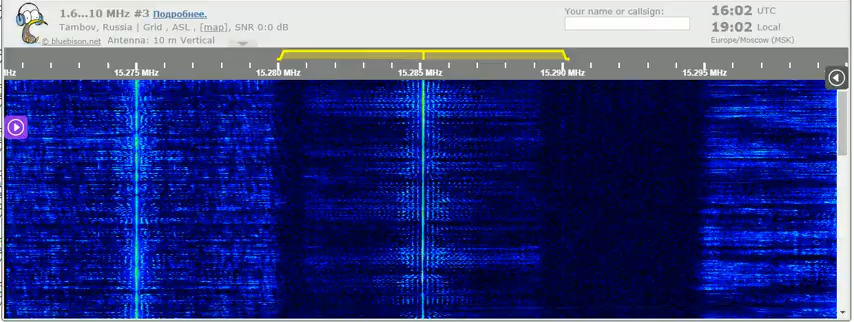 1.6...10 MHz #3 Подробнее.
Tambov, Russia | Grid , ASL , [map], SNR 0:0 dB
© bluebison.net Antenna: 10 m Vertical
Your name or callsign:
16:02 UTC
19:02 Local
Europe/Moscow (MSK)
Hz 15.275 MHz 15.280 MHz 15.285 MHz 15.290 MHz 15.295 MHz